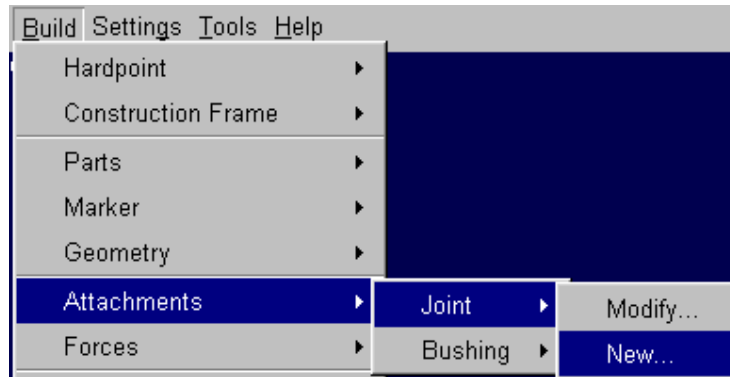 Build Settings Tools Help
Hardpoint
Construction Frame
Parts
Marker
Geometry
Attachments
Forces
Joint
Bushing
Modify...
New...